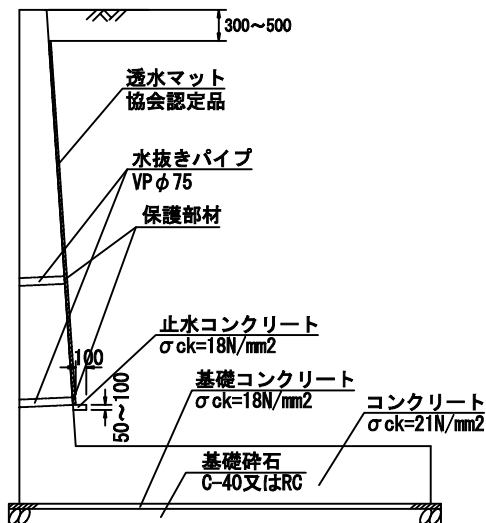 300～500
透水マット
協会認定品
水抜きパイプ
VPφ75
保護部材
止水コンクリート
σck=18N/mm2
100
50～100
基礎コンクリート
σck=18N/mm2
コンクリート
σck=21N/mm2
基礎砕石
C-40又はRC